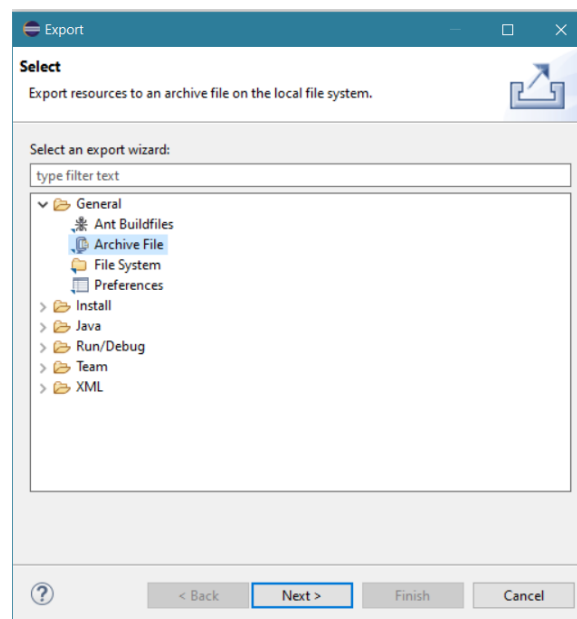 Export
Select
Export resources to an archive file on the local file system.
Select an export wizard:
type filter text
General
Ant Buildfiles
Archive File
File System
Preferences
Install
Java
Run/Debug
Team
XML
? < Back Next > Finish Cancel